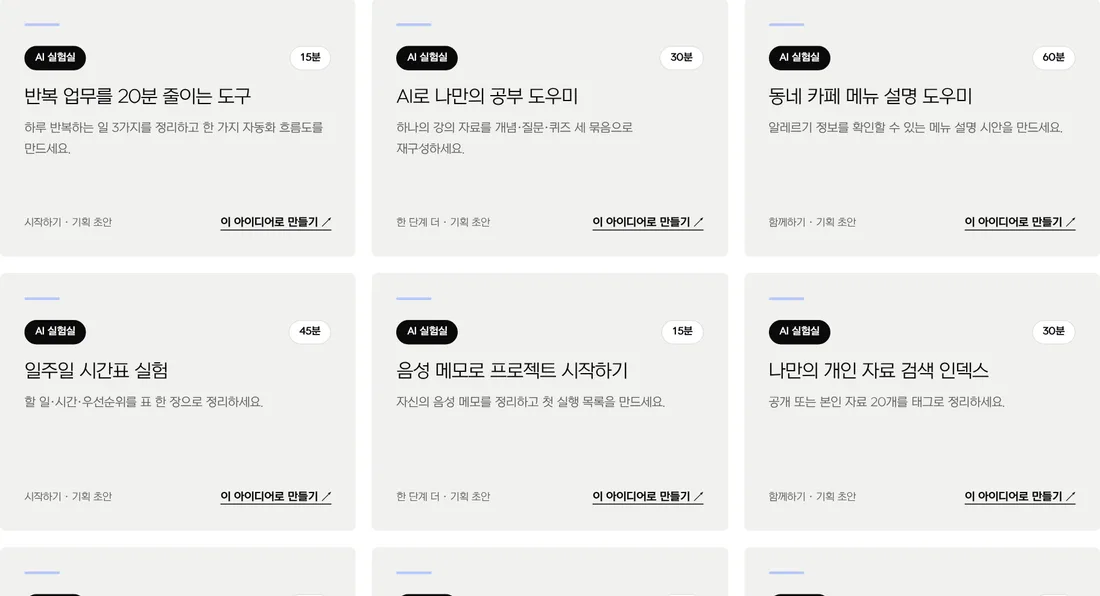 AI 실험실
15분
반복 업무를 20분 줄이는 도구
하루 반복하는 일 3가지를 정리하고 한 가지 자동화 흐름도를
만드세요.
시작하기 · 기획 초안
이 아이디어로 만들기 ↗
AI 실험실
30분
AI로 나만의 공부 도우미
하나의 강의 자료를 개념·질문·퀴즈 세 묶음으로
재구성하세요.
한 단계 더 · 기획 초안
이 아이디어로 만들기 ↗
AI 실험실
60분
동네 카페 메뉴 설명 도우미
알레르기 정보를 확인할 수 있는 메뉴 설명 시안을 만드세요.
함께하기 · 기획 초안
이 아이디어로 만들기 ↗
AI 실험실
45분
일주일 시간표 실험
할 일·시간·우선순위를 표 한 장으로 정리하세요.
시작하기 · 기획 초안
이 아이디어로 만들기 ↗
AI 실험실
15분
음성 메모로 프로젝트 시작하기
자신의 음성 메모를 정리하고 첫 실행 목록을 만드세요.
한 단계 더 · 기획 초안
이 아이디어로 만들기 ↗
AI 실험실
30분
나만의 개인 자료 검색 인덱스
공개 또는 본인 자료 20개를 태그로 정리하세요.
함께하기 · 기획 초안
이 아이디어로 만들기 ↗